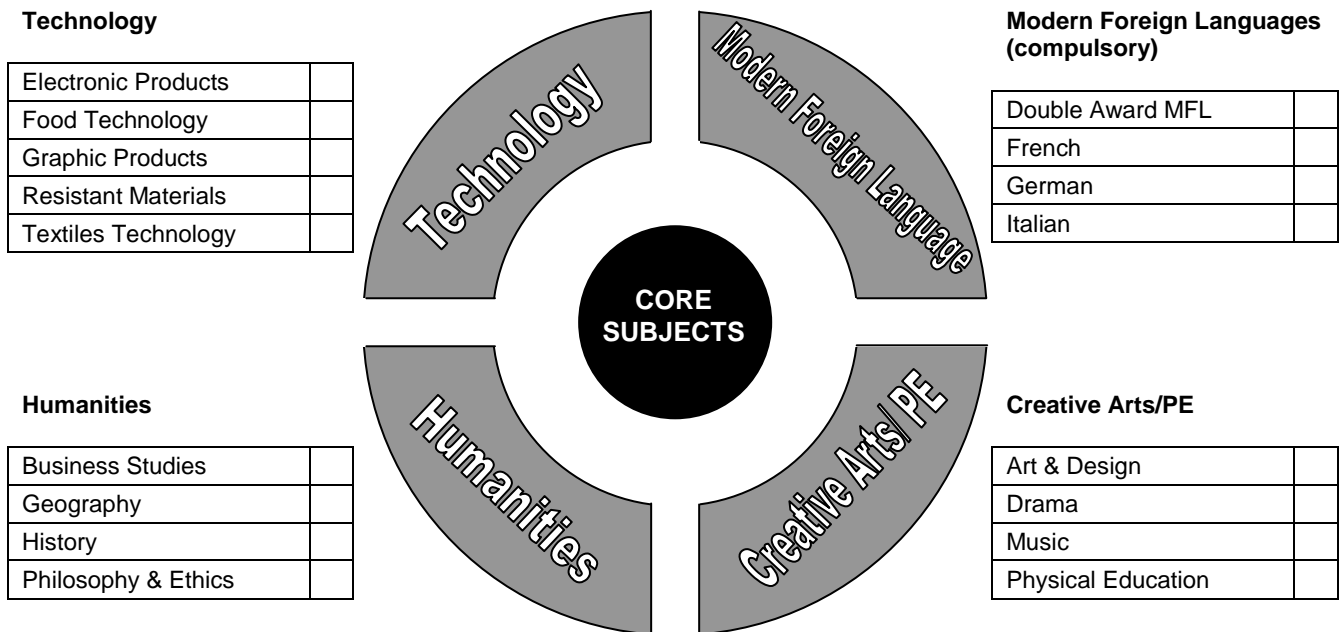 Technology
Electronic Products
Food Technology
Graphic Products
Resistant Materials
Textiles Technology
Technology
Modern Foreign Language
Modern Foreign Languages
(compulsory)
Double Award MFL
French
German
Italian
CORE
SUBJECTS
Humanities
Business Studies
Geography
History
Philosophy & Ethics
Humanities
Creative Arts/ PE
Creative Arts/PE
Art & Design
Drama
Music
Physical Education